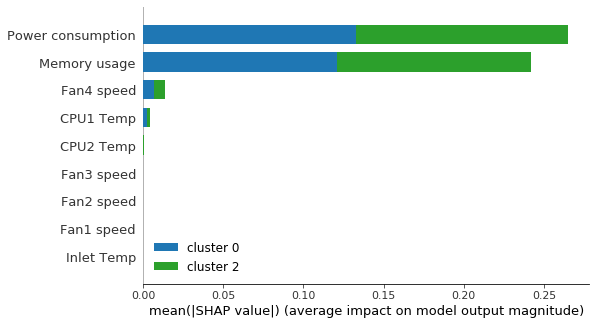 Power consumption
Memory usage
Fan4 speed
CPU1 Temp
CPU2 Temp
Fan3 speed
Fan2 speed
Fan1 speed
Inlet Temp
cluster 0
cluster 2
0.00 0.05 0.10 0.15 0.20 0.25
mean(|SHAP value|) (average impact on model output magnitude)